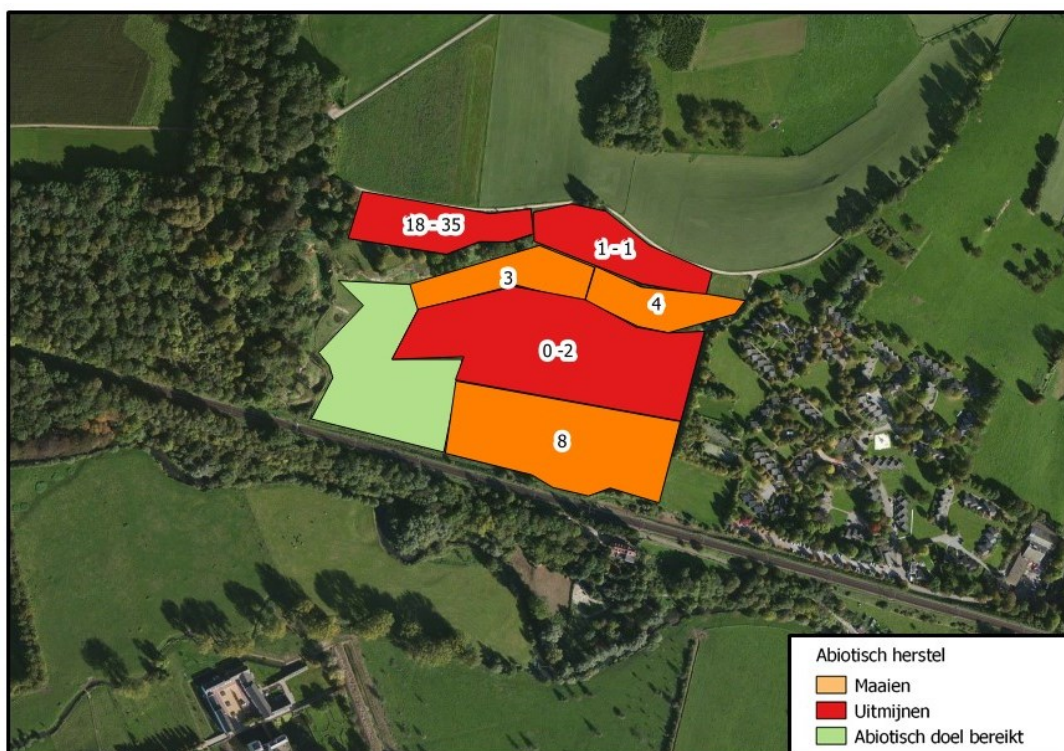 18 - 35
1 - 1
3
4
0 -2
8
Abiotisch herstel
Maaien
Uitmijnen
Abiotisch doel bereikt